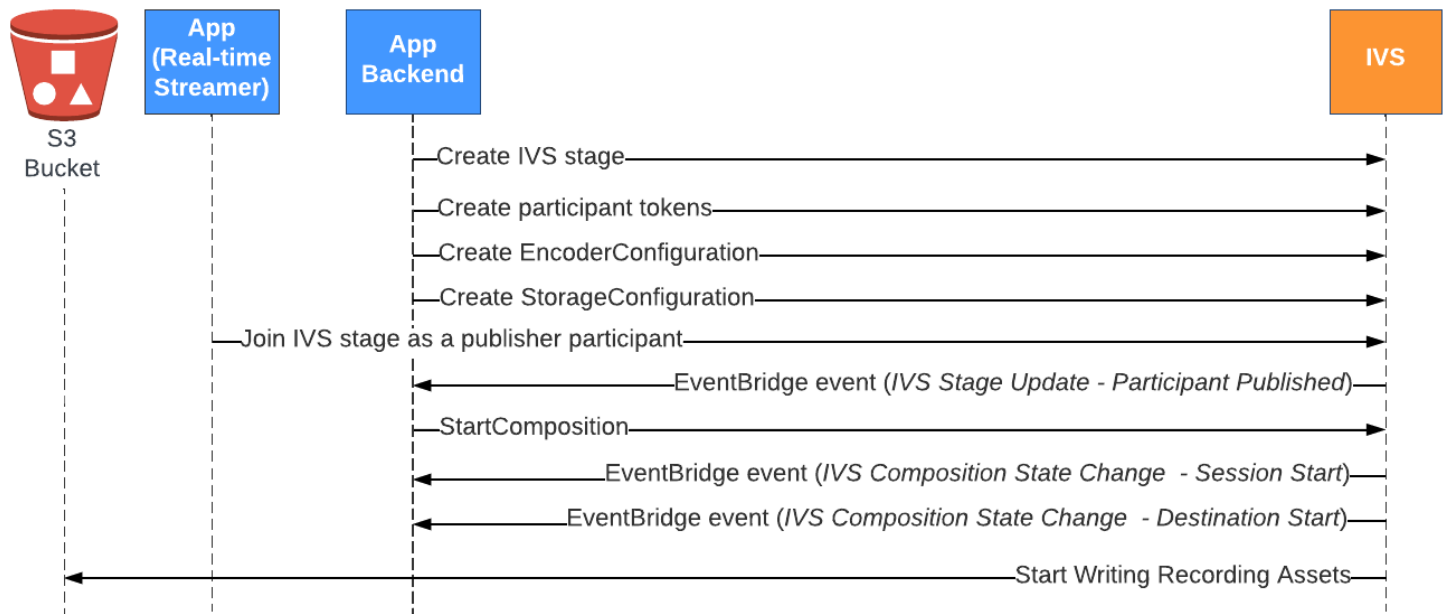 App
(Real-time
Streamer)
App
Backend
IVS
S3
Bucket
Create IVS stage
Create participant tokens
Create EncoderConfiguration
Create StorageConfiguration
Join IVS stage as a publisher participant
EventBridge event (IVS Stage Update - Participant Published)
StartComposition
EventBridge event (IVS Composition State Change - Session Start)
EventBridge event (IVS Composition State Change - Destination Start)
Start Writing Recording Assets